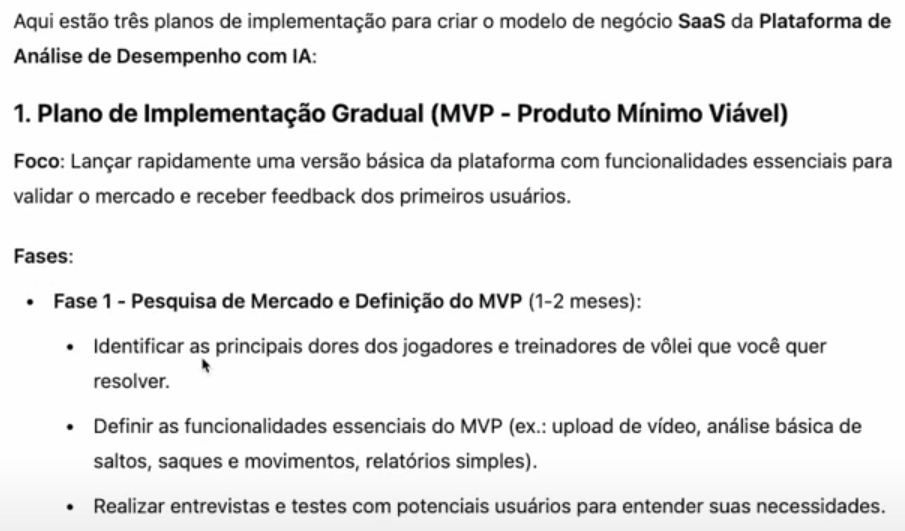 Aqui estão três planos de implementação para criar o modelo de negócio SaaS da Plataforma de
Análise de Desempenho com IA:
1. Plano de Implementação Gradual (MVP - Produto Mínimo Viável)
Foco: Lançar rapidamente uma versão básica da plataforma com funcionalidades essenciais para
validar o mercado e receber feedback dos primeiros usuários.
Fases:
• Fase 1 - Pesquisa de Mercado e Definição do MVP (1-2 meses):
• Identificar as principais dores dos jogadores e treinadores de vôlei que você quer
resolver.
• Definir as funcionalidades essenciais do MVP (ex.: upload de vídeo, análise básica de
saltos, saques e movimentos, relatórios simples).
• Realizar entrevistas e testes com potenciais usuários para entender suas necessidades.